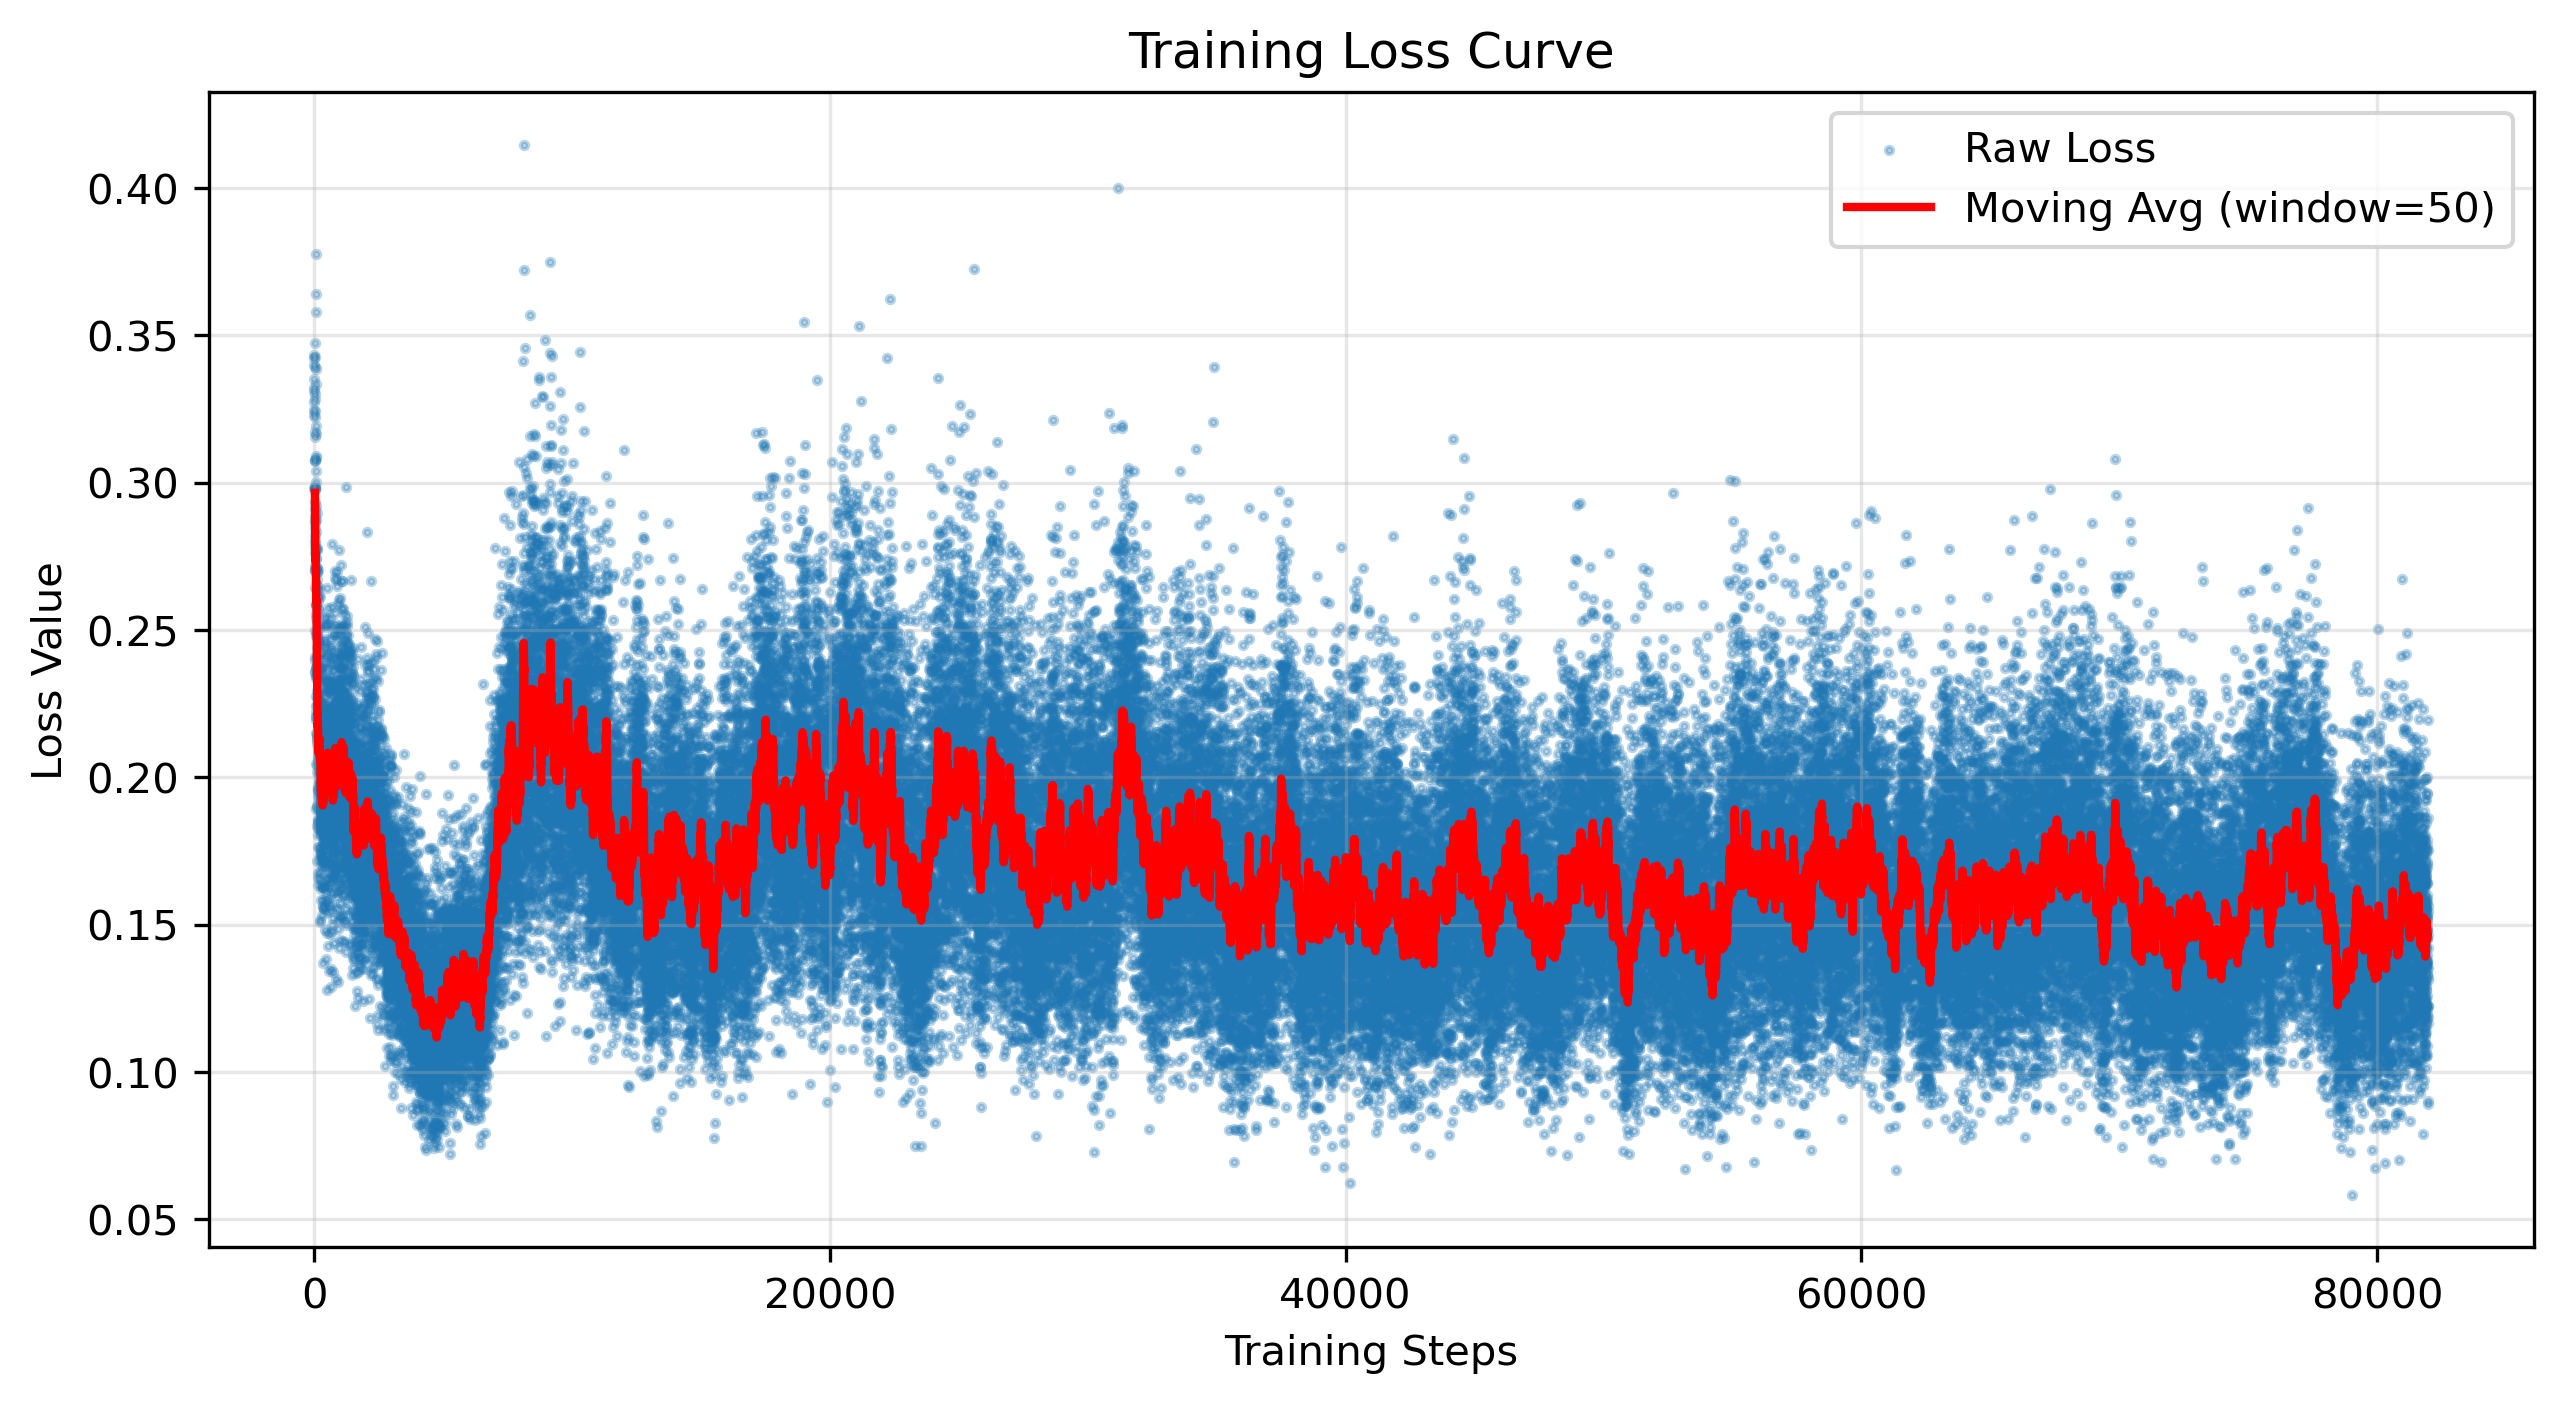 Training Loss Curve
Raw Loss
Moving Avg (window=50)
Loss Value
0.40
0.35
0.30
0.25
0.20
0.15
0.10
0.05
0 20000 40000 60000 80000
Training Steps